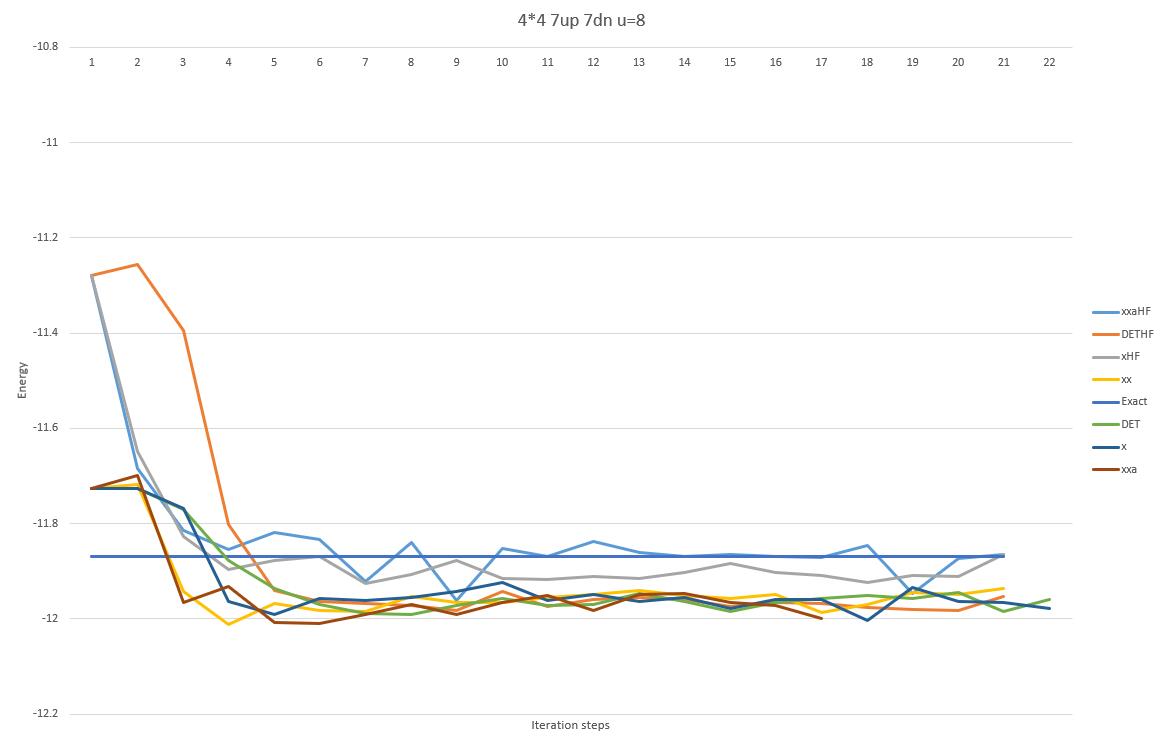 4*4 7up 7dn u=8
-10.8
1 2 3 4 5 6 7 8 9 10 11 12 13 14 15 16 17 18 19 20 21 22
-11
-11.2
-11.4
-11.6
-11.8
-12
-12.2
Energy
Iteration steps
xxaHF
DETHF
xHF
xx
Exact
DET
x
xxa